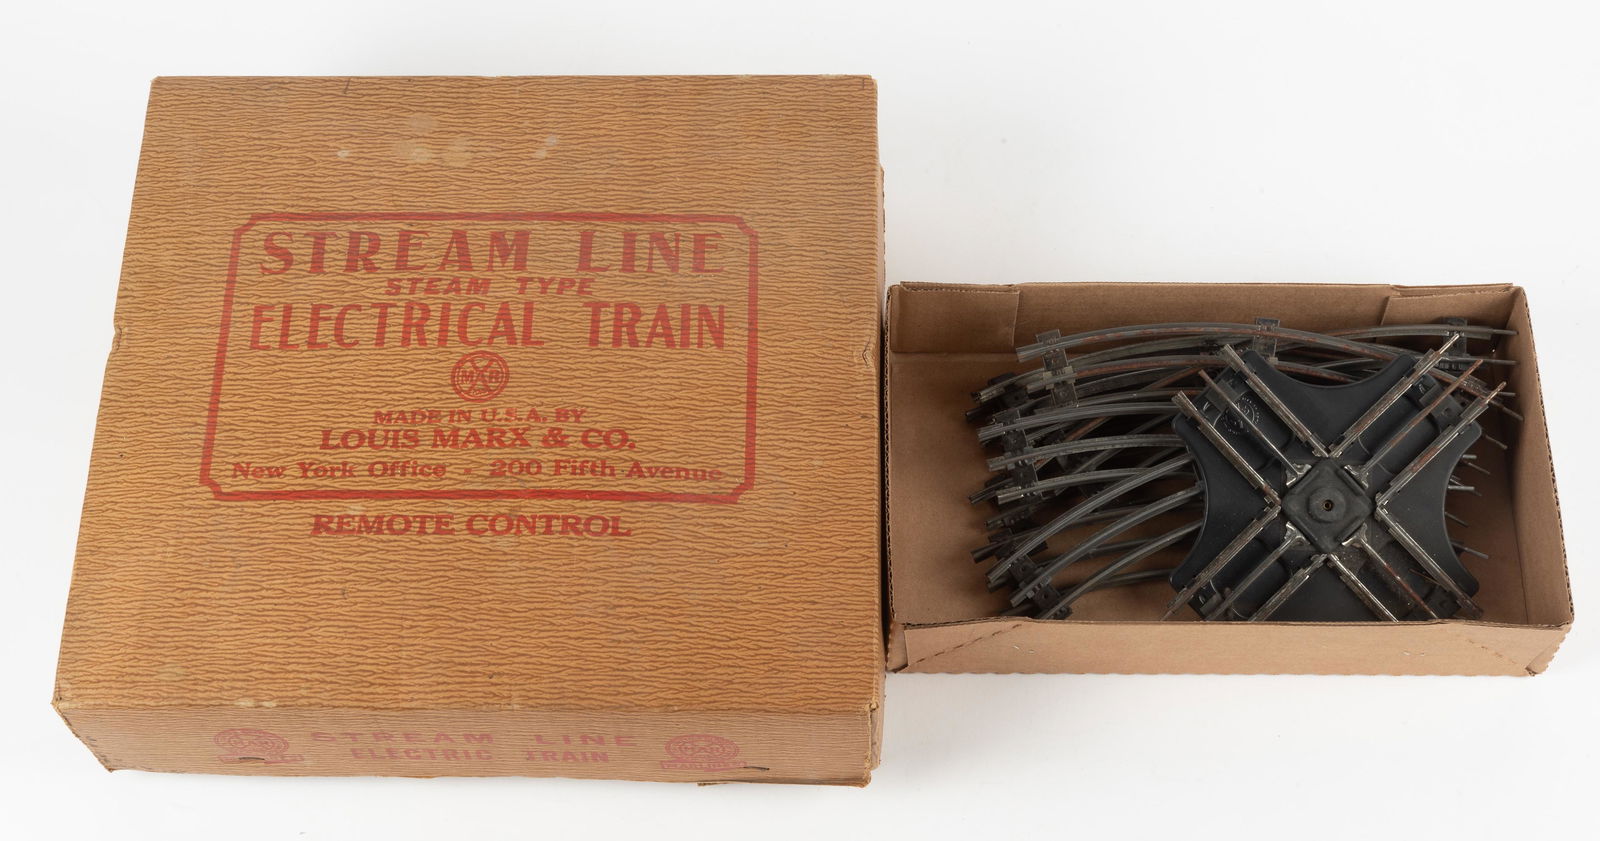 STREAM LINE
STEAM TYPE
ELECTRICAL TRAIN
MAR
MADE IN U.S.A. BY
LOUIS MARX & CO.
New York Office - 200 Fifth Avenue
REMOTE CONTROL
STREAM LINE
ELECTRIC TRAIN